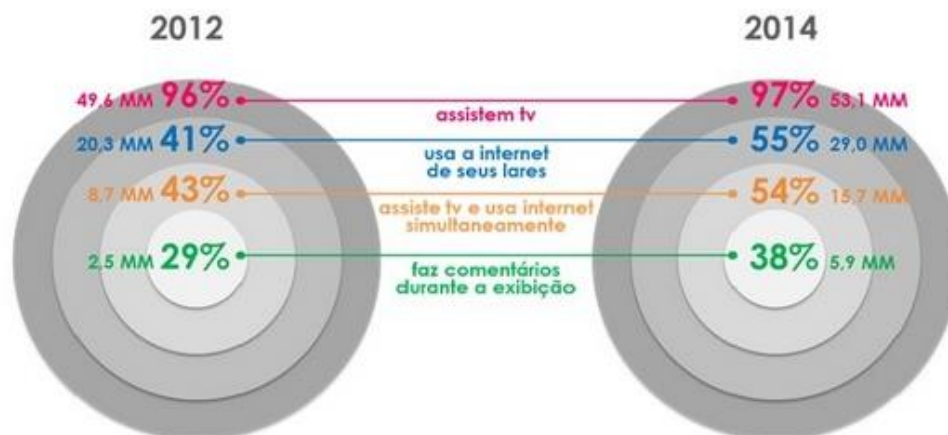 2012 2014
49,6 MM 96% 97% 53,1 MM
assistem tv
20,3 MM 41% 55% 29,0 MM
usa a internet
de seus lares
8,7 MM 43% 54% 15,7 MM
assiste tv e usa internet
simultaneamente
2,5 MM 29% 38% 5,9 MM
faz comentários
durante a exibição